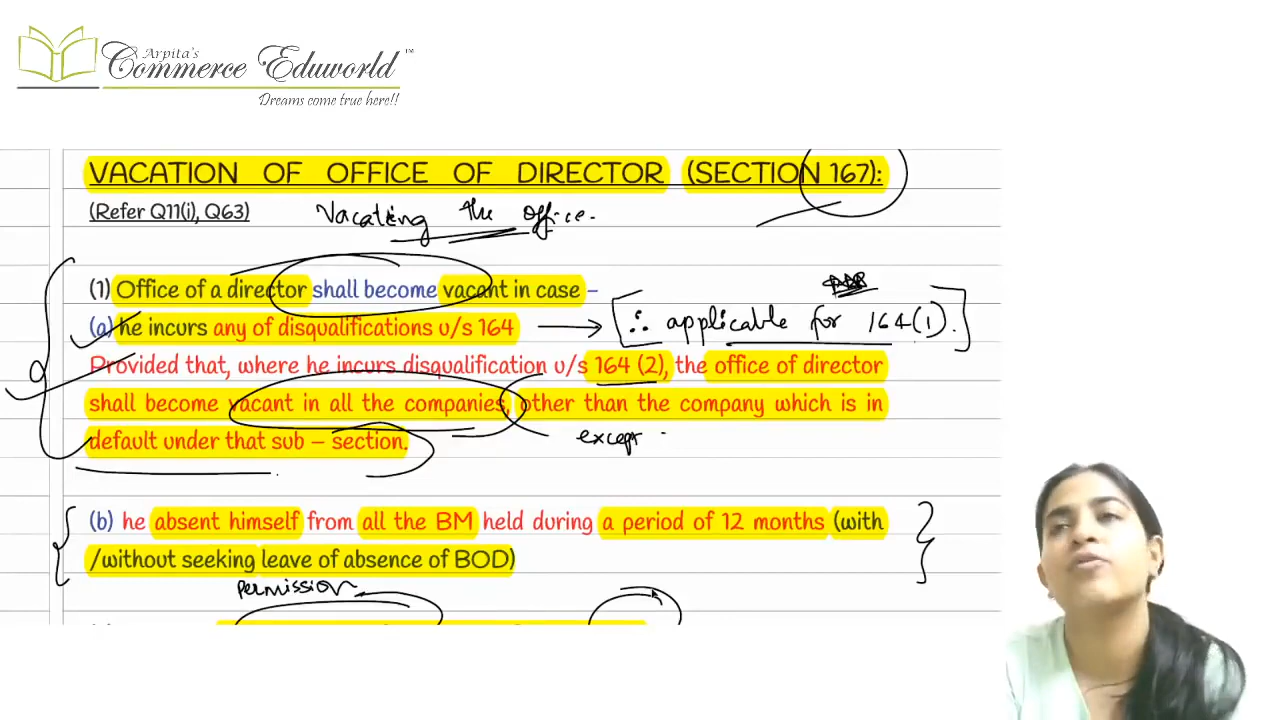 Arpita's
Commerce Eduworld™
Dreams come true here!!
VACATION OF OFFICE OF DIRECTOR (SECTION 167):
(Refer Q11(i), Q63) Vacating the office.
(1) Office of a director shall become vacant in case –
(a) he incurs any of disqualifications u/s 164 → [∴ applicable for 164(1).]
Provided that, where he incurs disqualification u/s 164 (2), the office of director
shall become vacant in all the companies, other than the company which is in
default under that sub – section. except
(b) he absent himself from all the BM held during a period of 12 months (with
/without seeking leave of absence of BOD)
permission